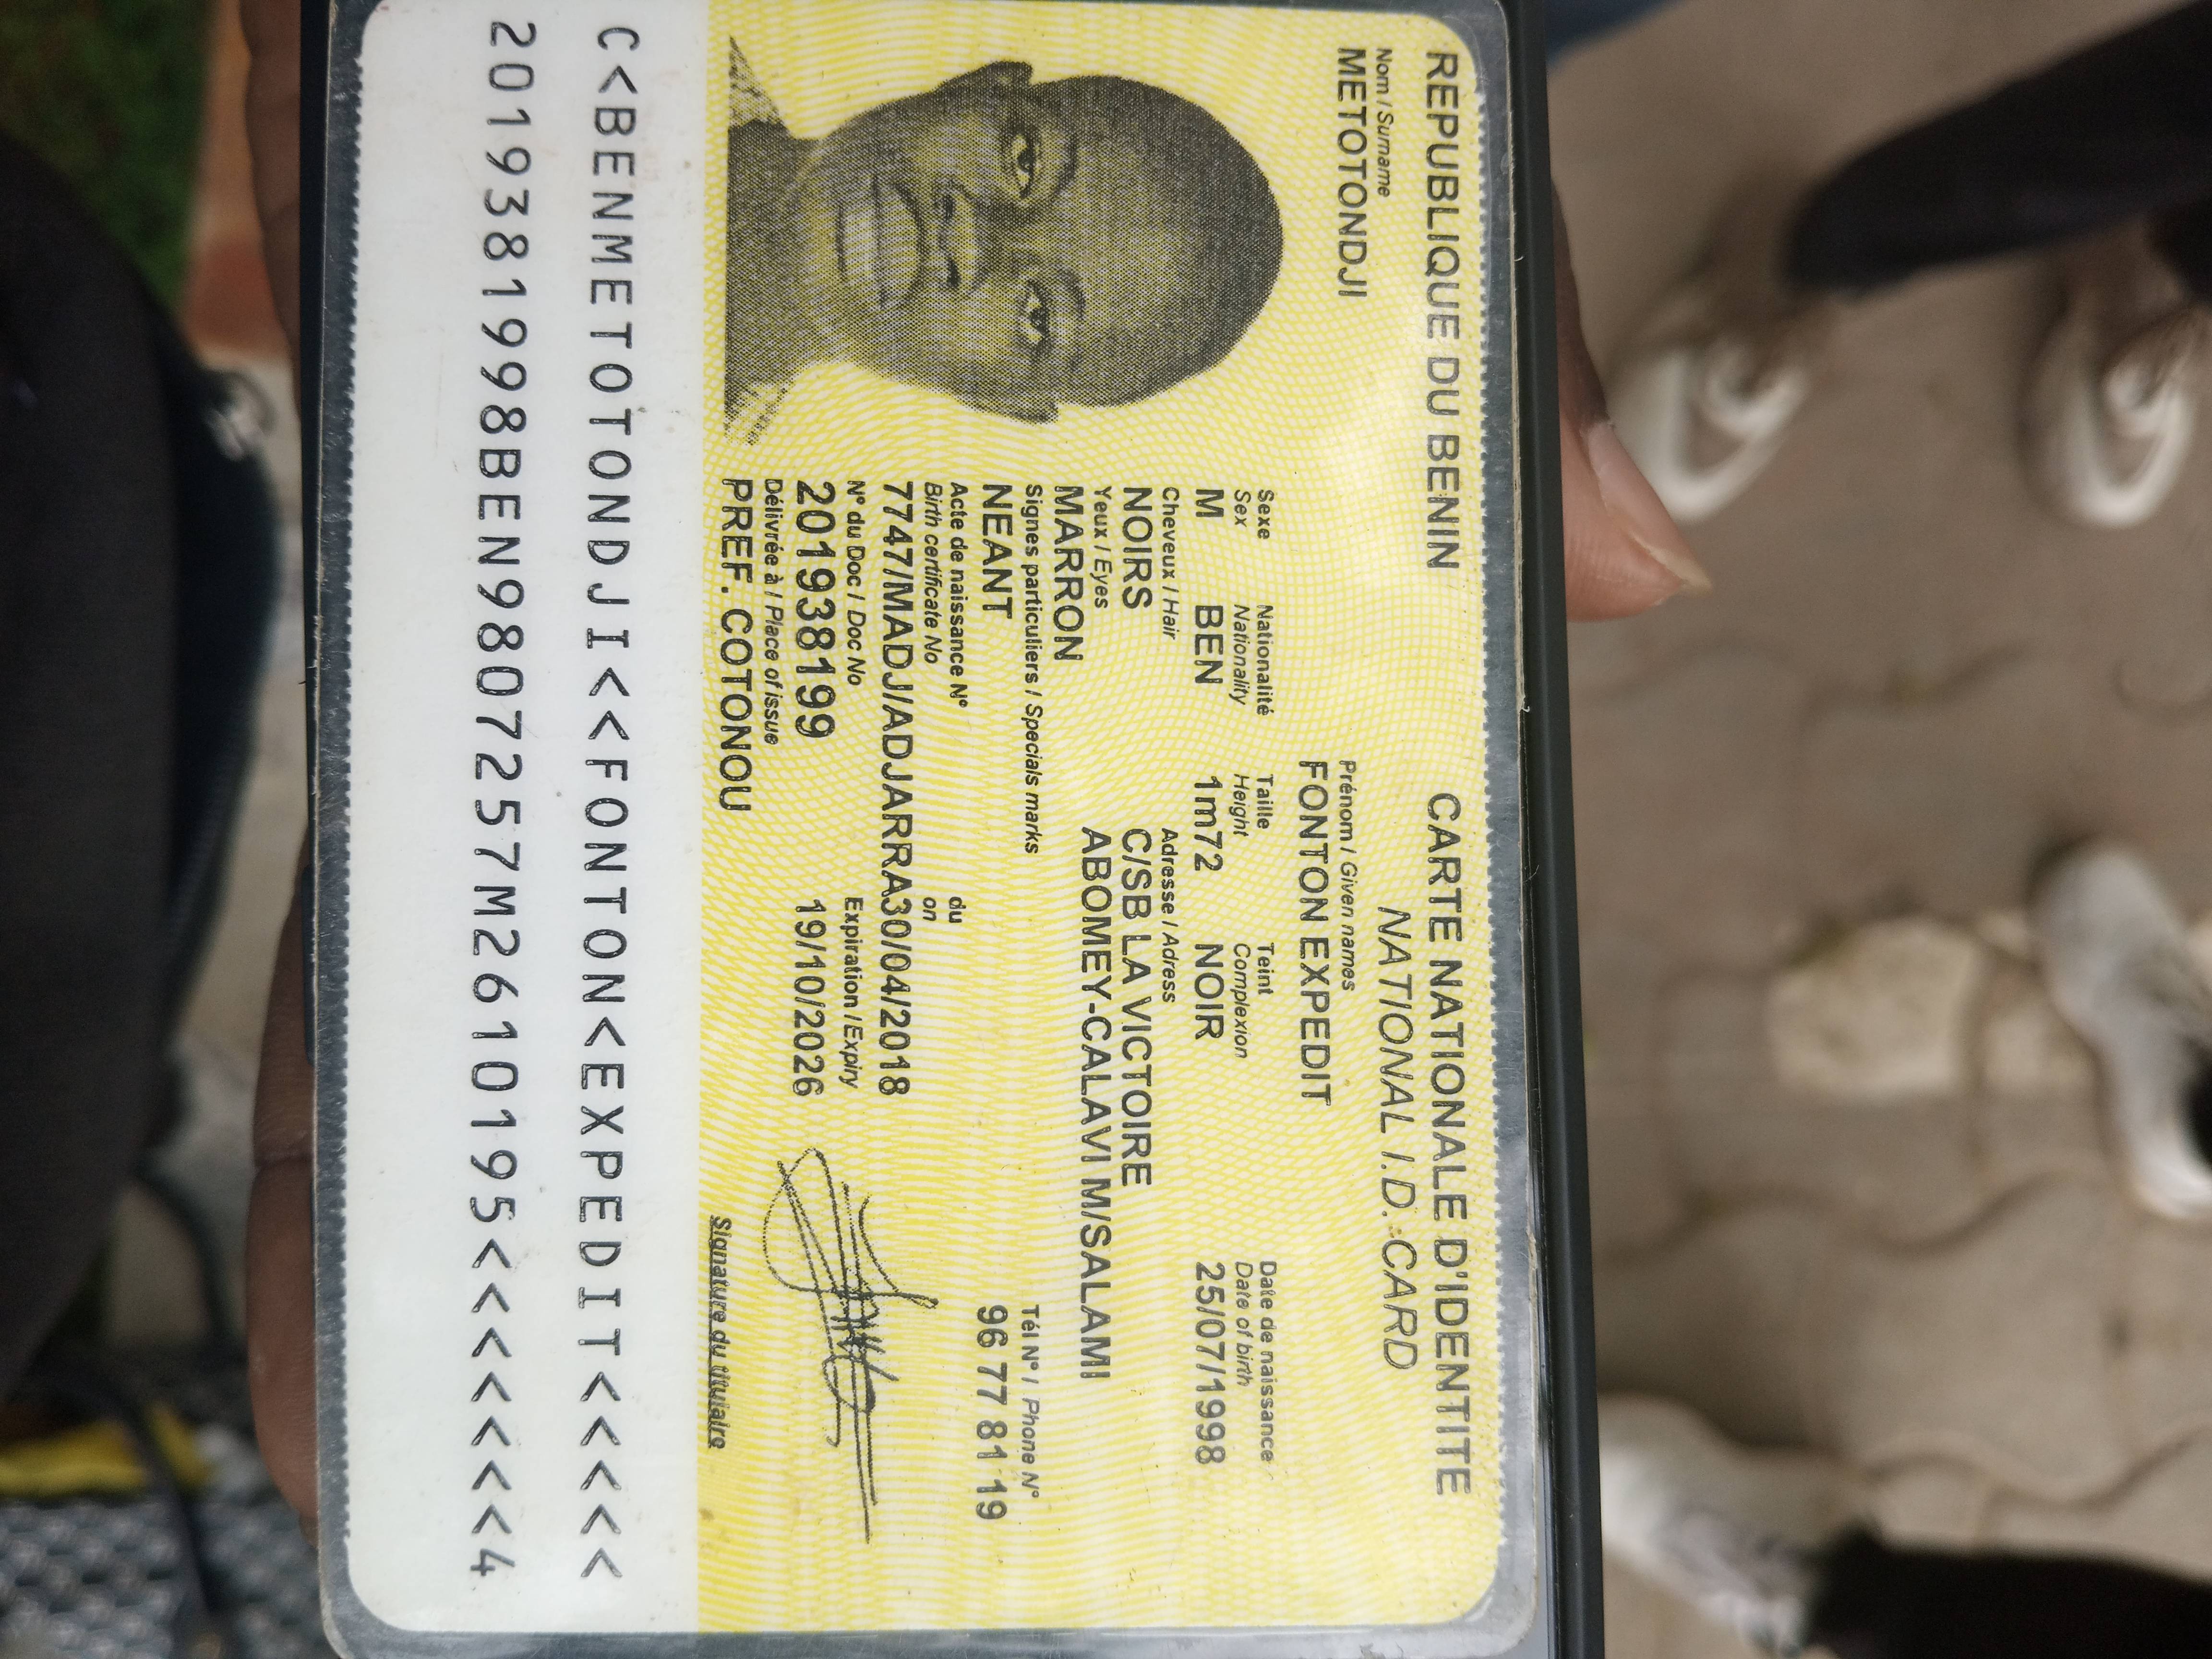 REPUBLIQUE DU BENIN
CARTE NATIONALE D'IDENTITE
NATIONAL I.D. CARD
Nom / Surname
METOTONDJI
Prénom / Given names
FONTON EXPEDIT
Sexe Nationalité Taille Teint Date de naissance
Sex Nationality Height Complexion Date of birth
M BEN 1m72 NOIR 25/07/1998
Cheveux / Hair Adresse / Adress
NOIRS C/SB LA VICTOIRE
Yeux / Eyes ABOMEY-CALAVI M/SALAMI
MARRON
Signes particuliers / Specials marks Tél N° / Phone N°
NEANT 96 77 81 19
Acte de naissance N° du
Birth certificate No on
7747/MADJ/ADJARRA30/04/2018
N° du Doc / Doc No Expiration / Expiry
201938199 19/10/2026
Délivrée à / Place of issue
PREF. COTONOU
Signature du titulaire
C<BENMETOTONDJI<<FONTON<EXPEDIT<<<<<
2019381998BEN9807257M2610195<<<<<<<4